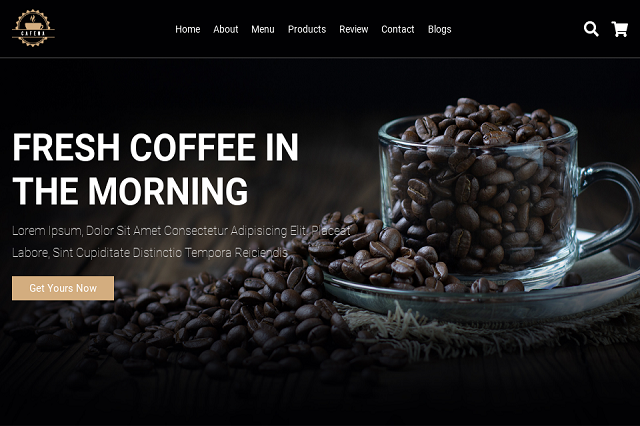 CAFENA
Home About Menu Products Review Contact Blogs
FRESH COFFEE IN
THE MORNING
Lorem Ipsum, Dolor Sit Amet Consectetur Adipisicing Elit. Placeat
Labore, Sint Cupiditate Distinctio Tempora Reiciendis.
Get Yours Now